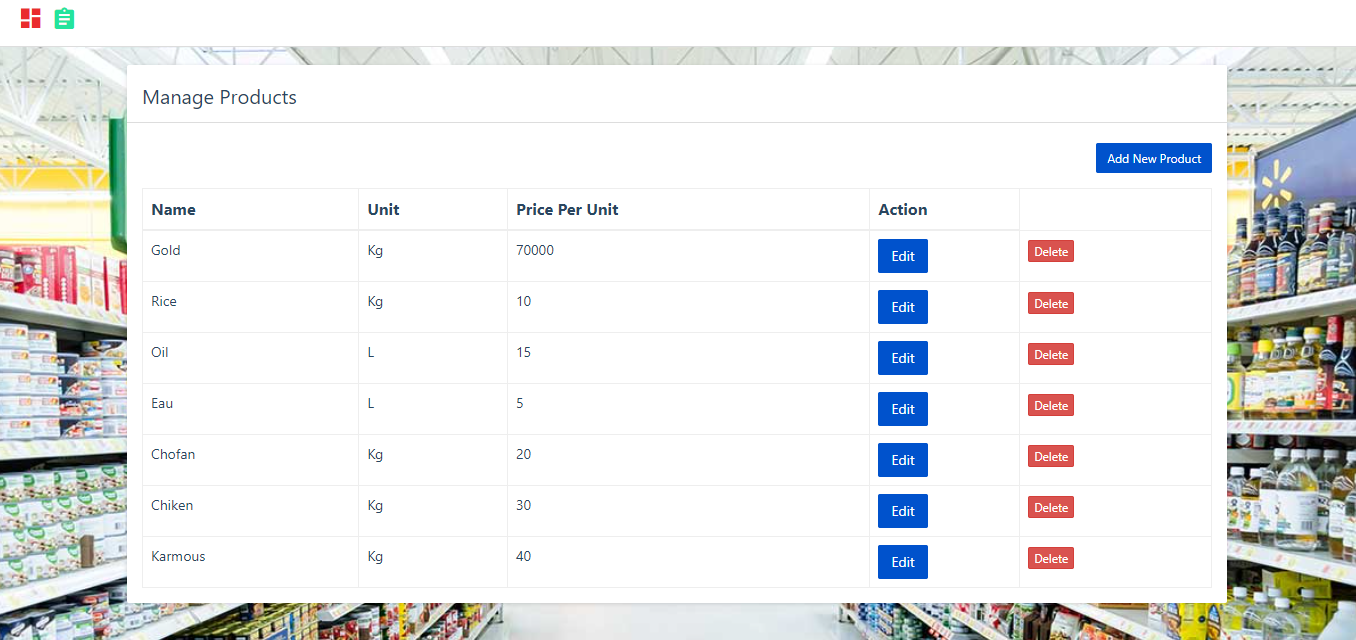 Manage Products
Add New Product
Name Unit Price Per Unit Action
Gold Kg 70000 Edit Delete
Rice Kg 10 Edit Delete
Oil L 15 Edit Delete
Eau L 5 Edit Delete
Chofan Kg 20 Edit Delete
Chiken Kg 30 Edit Delete
Karmous Kg 40 Edit Delete